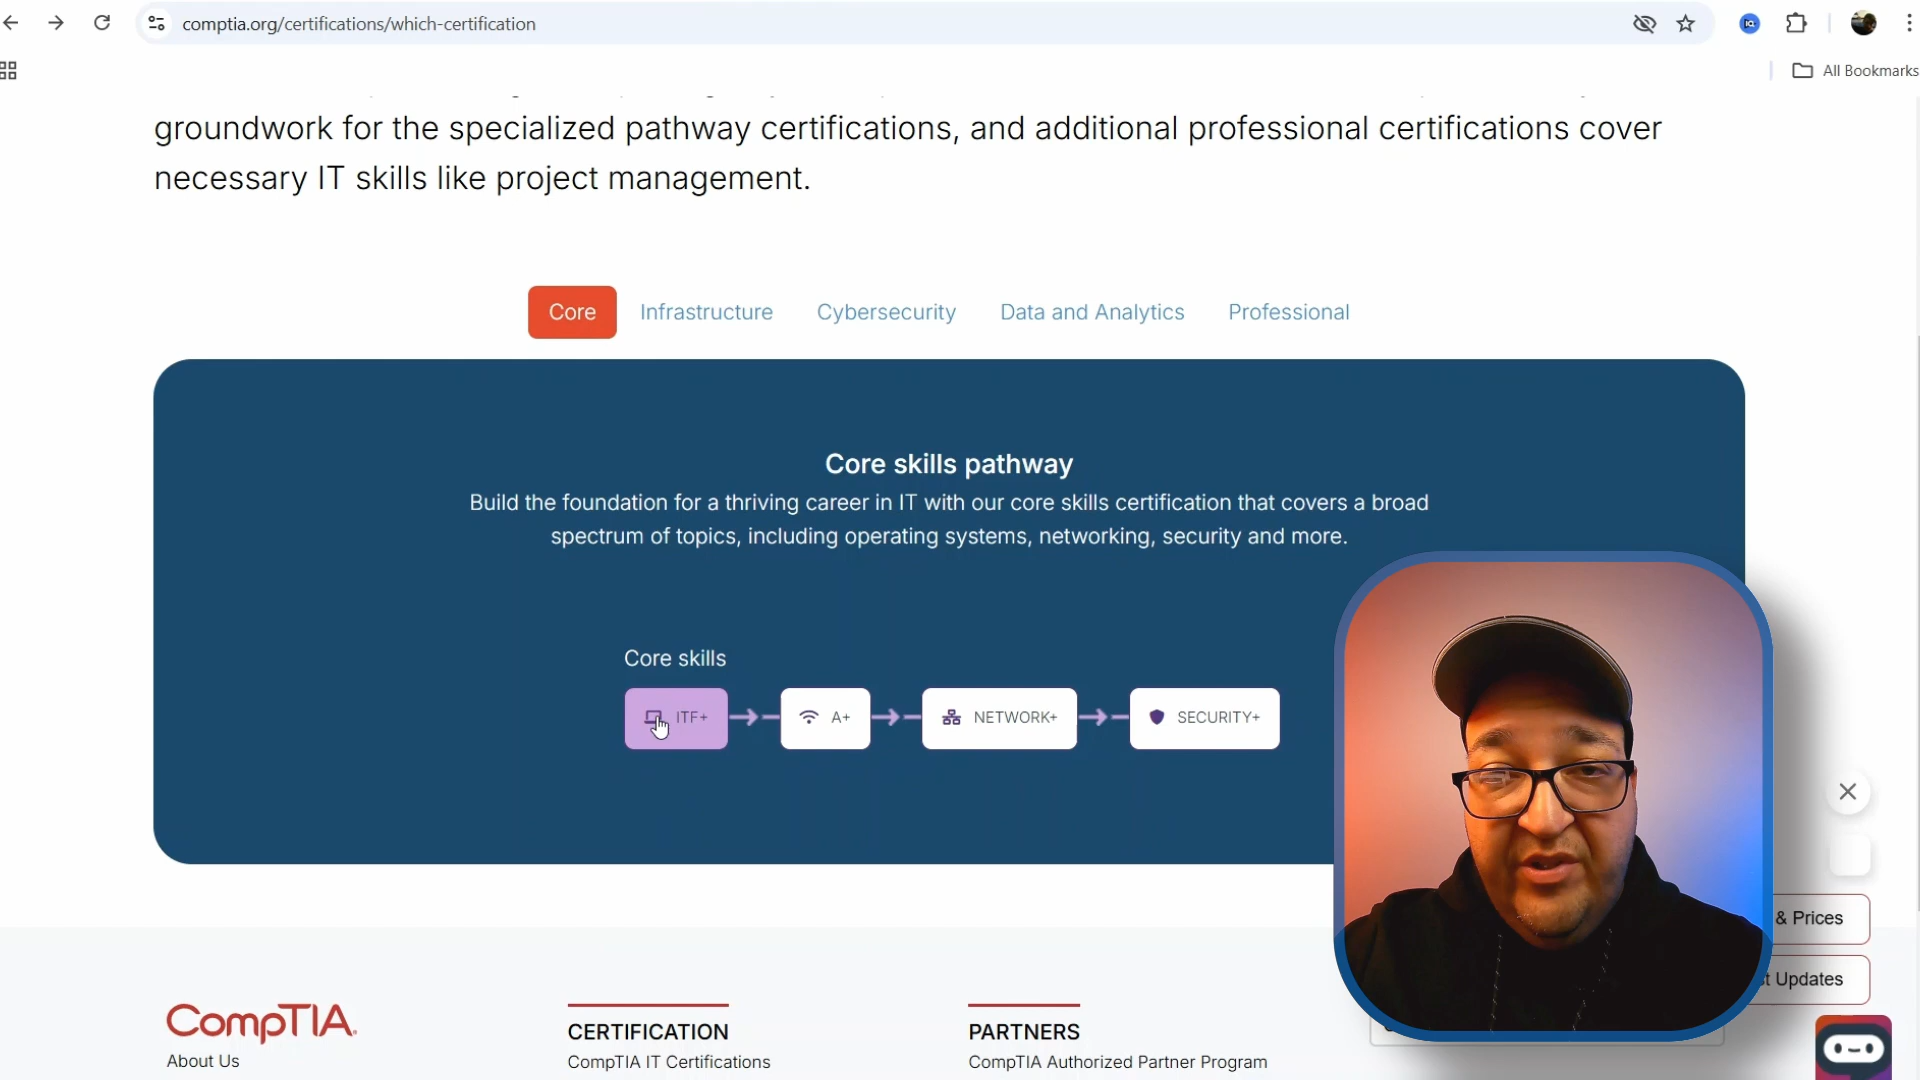 comptia.org/certifications/which-certification
All Bookmarks
groundwork for the specialized pathway certifications, and additional professional certifications cover
necessary IT skills like project management.
Core Infrastructure Cybersecurity Data and Analytics Professional
Core skills pathway
Build the foundation for a thriving career in IT with our core skills certification that covers a broad
spectrum of topics, including operating systems, networking, security and more.
Core skills
ITF+ A+ NETWORK+ SECURITY+
& Prices
Updates
CompTIA.
About Us
CERTIFICATION
CompTIA IT Certifications
PARTNERS
CompTIA Authorized Partner Program